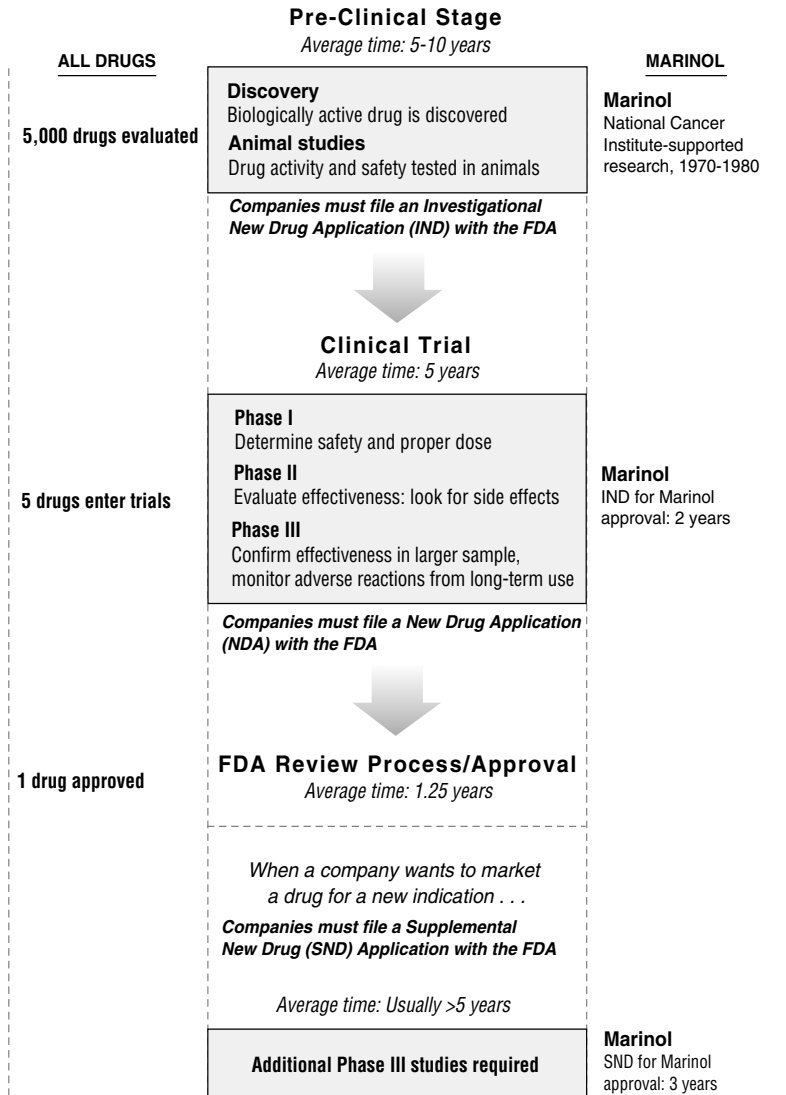 Pre-Clinical Stage
Average time: 5-10 years
ALL DRUGS
MARINOL
5,000 drugs evaluated
Discovery
Biologically active drug is discovered
Animal studies
Drug activity and safety tested in animals
Marinol
National Cancer
Institute-supported
research, 1970-1980
Companies must file an Investigational
New Drug Application (IND) with the FDA
Clinical Trial
Average time: 5 years
5 drugs enter trials
Phase I
Determine safety and proper dose
Phase II
Evaluate effectiveness: look for side effects
Phase III
Confirm effectiveness in larger sample,
monitor adverse reactions from long-term use
Marinol
IND for Marinol
approval: 2 years
Companies must file a New Drug Application
(NDA) with the FDA
1 drug approved
FDA Review Process/Approval
Average time: 1.25 years
When a company wants to market
a drug for a new indication . . .
Companies must file a Supplemental
New Drug (SND) Application with the FDA
Average time: Usually >5 years
Additional Phase III studies required
Marinol
SND for Marinol
approval: 3 years